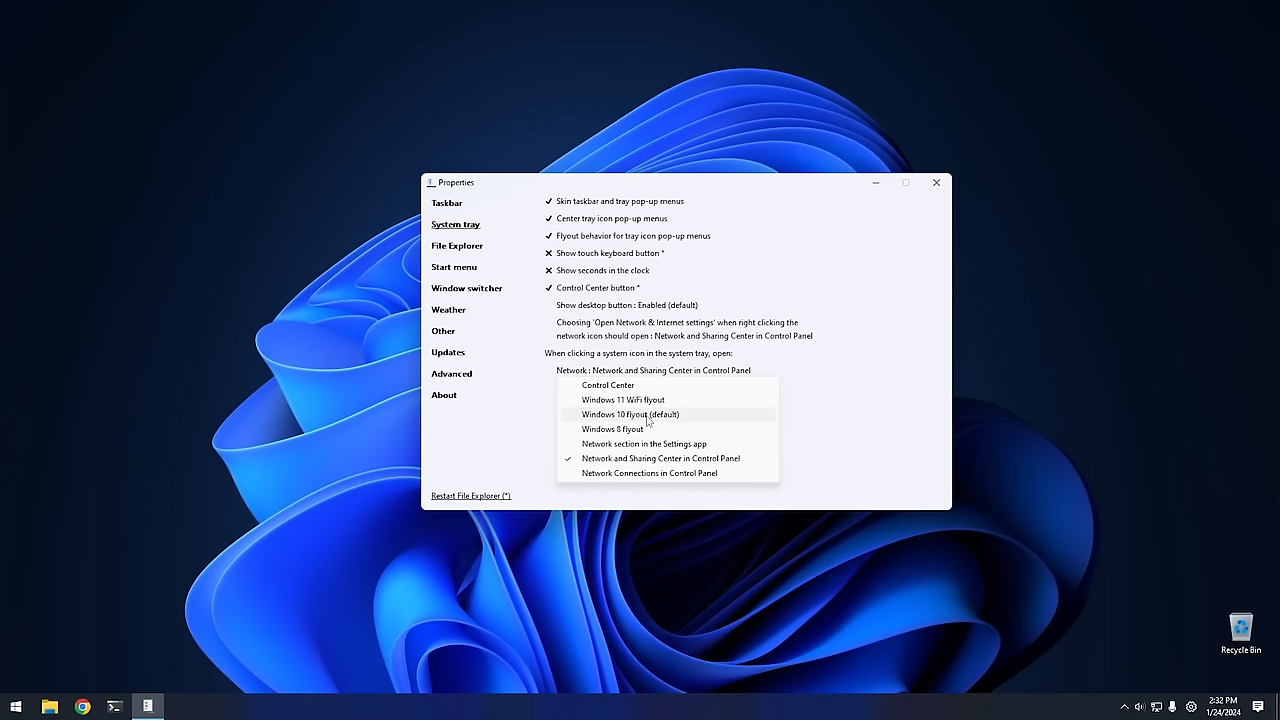 Properties
Taskbar
System tray
File Explorer
Start menu
Window switcher
Weather
Other
Updates
Advanced
About
Restart File Explorer (*)
Skin taskbar and tray pop-up menus
Center tray icon pop-up menus
Flyout behavior for tray icon pop-up menus
Show touch keyboard button *
Show seconds in the clock
Control Center button *
Show desktop button : Enabled (default)
Choosing 'Open Network & Internet settings' when right clicking the
network icon should open : Network and Sharing Center in Control Panel
When clicking a system icon in the system tray, open:
Network : Network and Sharing Center in Control Panel
Control Center
Windows 11 WiFi flyout
Windows 10 flyout (default)
Windows 8 flyout
Network section in the Settings app
Network and Sharing Center in Control Panel
Network Connections in Control Panel
Recycle Bin
2:32 PM
1/24/2024